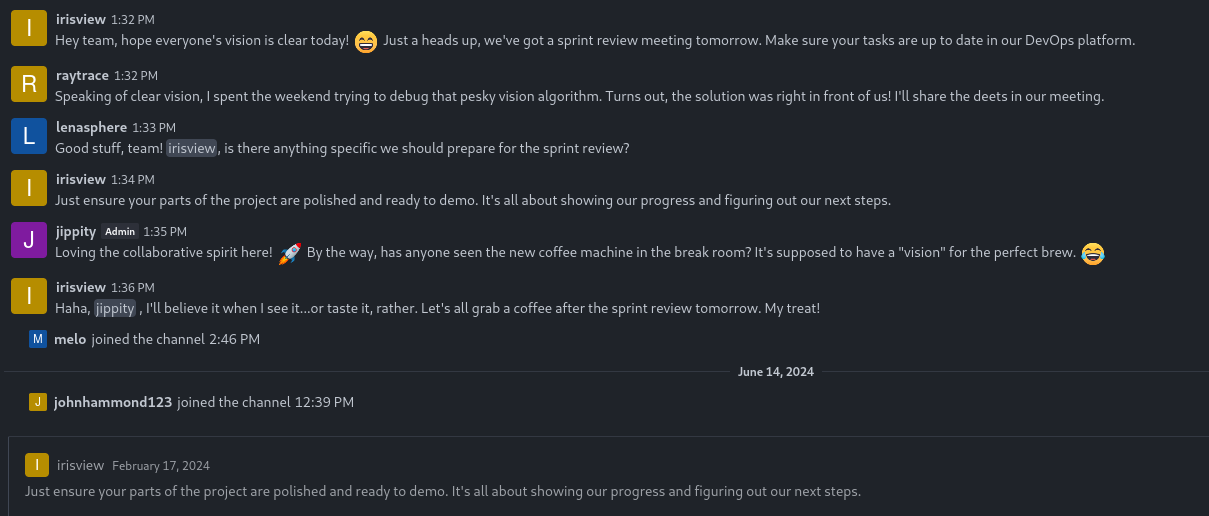 I irisview 1:32 PM
Hey team, hope everyone's vision is clear today! 😄 Just a heads up, we've got a sprint review meeting tomorrow. Make sure your tasks are up to date in our DevOps platform.
R raytrace 1:32 PM
Speaking of clear vision, I spent the weekend trying to debug that pesky vision algorithm. Turns out, the solution was right in front of us! I'll share the deets in our meeting.
L lenasphere 1:33 PM
Good stuff, team! irisview, is there anything specific we should prepare for the sprint review?
I irisview 1:34 PM
Just ensure your parts of the project are polished and ready to demo. It's all about showing our progress and figuring out our next steps.
J jippity Admin 1:35 PM
Loving the collaborative spirit here! 🚀 By the way, has anyone seen the new coffee machine in the break room? It's supposed to have a "vision" for the perfect brew. 😂
I irisview 1:36 PM
Haha, jippity , I'll believe it when I see it...or taste it, rather. Let's all grab a coffee after the sprint review tomorrow. My treat!
M melo joined the channel 2:46 PM
June 14, 2024
J johnhammond123 joined the channel 12:39 PM
I irisview February 17, 2024
Just ensure your parts of the project are polished and ready to demo. It's all about showing our progress and figuring out our next steps.